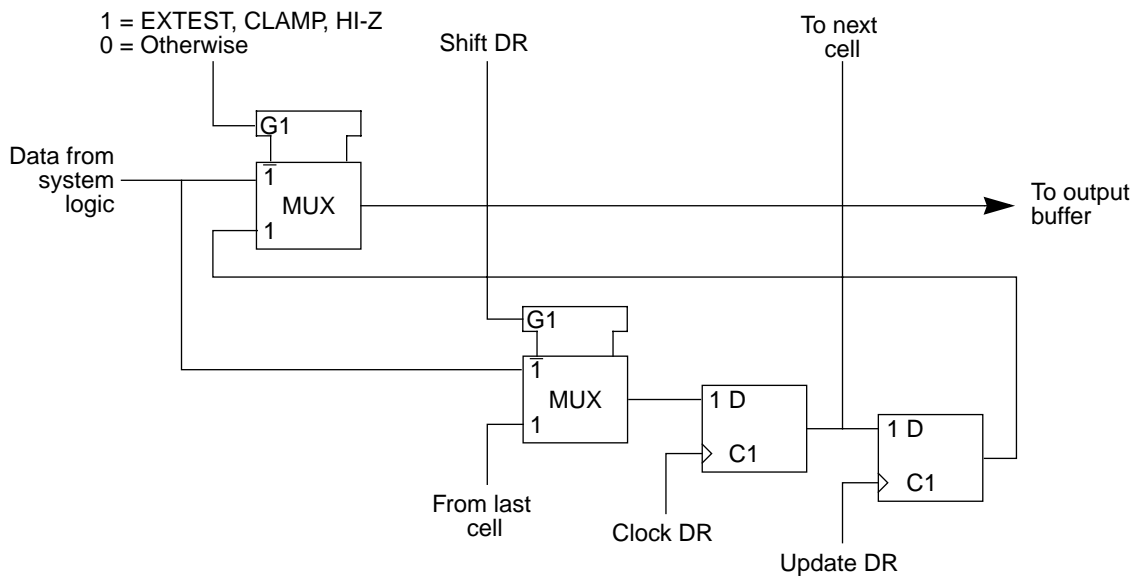 1 = EXTEST, CLAMP, HI-Z
0 = Otherwise
Shift DR
To next
cell
G1
Data from
system
logic
1̅
MUX
1
To output
buffer
G1
1̅
MUX
1
1 D
C1
1 D
C1
From last
cell
Clock DR
Update DR